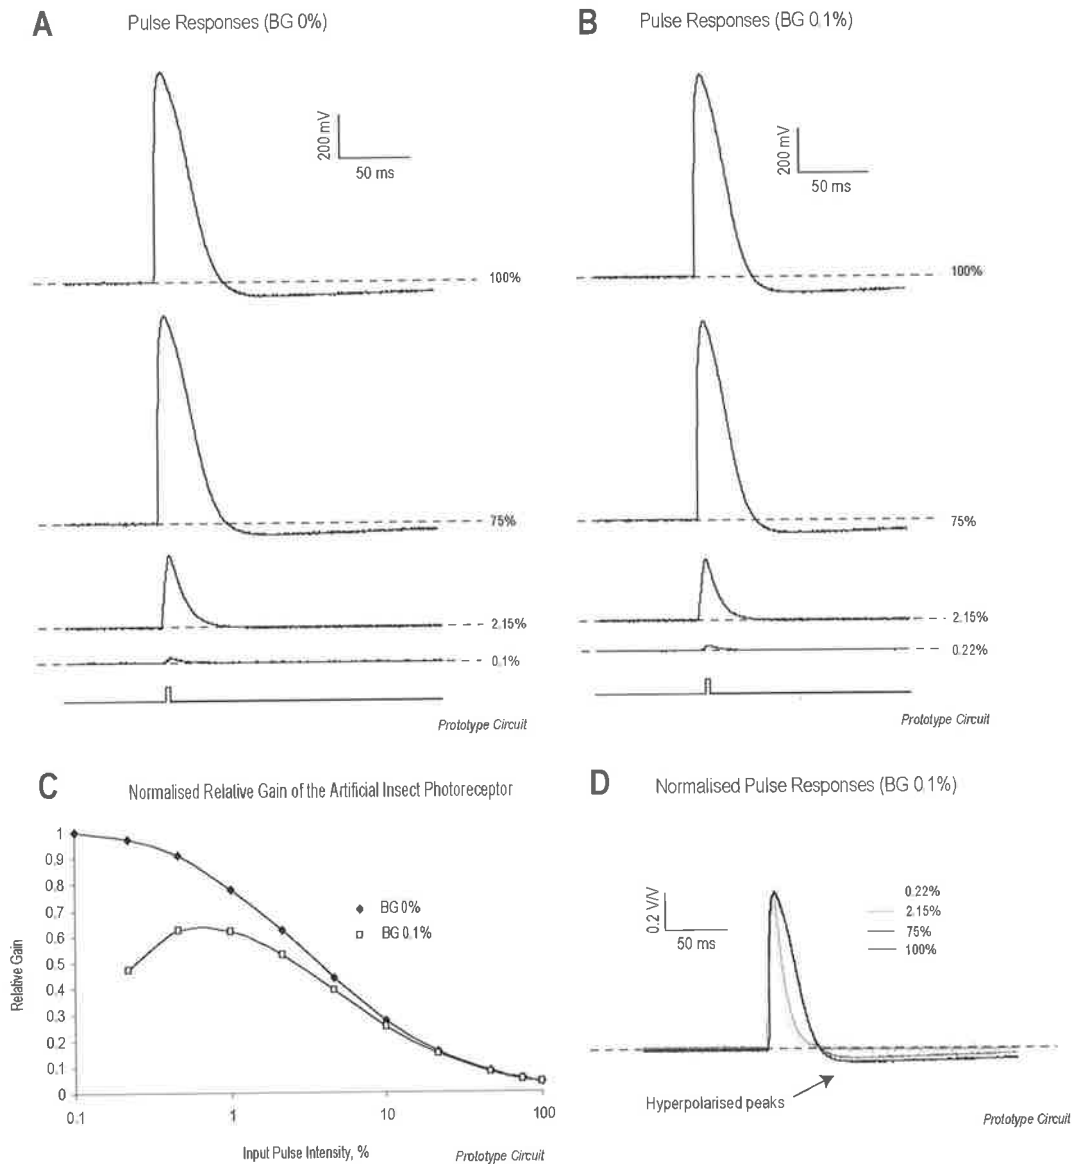 A
Pulse Responses (BG 0%)
200 mV
50 ms
100%
75%
2.15%
0.1%
Prototype Circuit
B
Pulse Responses (BG 0.1%)
200 mV
50 ms
100%
75%
2.15%
0.22%
Prototype Circuit
C
Normalised Relative Gain of the Artificial Insect Photoreceptor
1
0.9
0.8
0.7
0.6
0.5
0.4
0.3
0.2
0.1
0
Relative Gain
BG 0%
BG 0.1%
0.1
1
10
100
Input Pulse Intensity, %
Prototype Circuit
D
Normalised Pulse Responses (BG 0.1%)
0.2 V/V
50 ms
0.22%
2.15%
75%
100%
Hyperpolarised peaks
Prototype Circuit